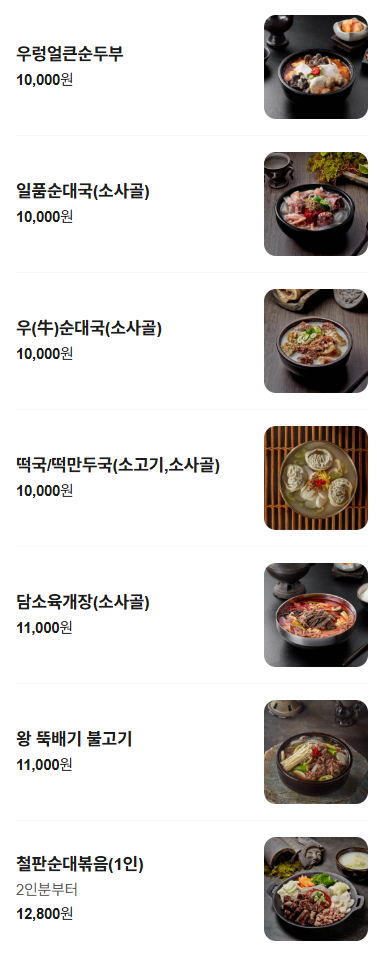 우렁얼큰순두부
10,000원
일품순대국(소사골)
10,000원
우(牛)순대국(소사골)
10,000원
떡국/떡만두국(소고기,소사골)
10,000원
담소육개장(소사골)
11,000원
왕 뚝배기 불고기
11,000원
철판순대볶음(1인)
2인분부터
12,800원